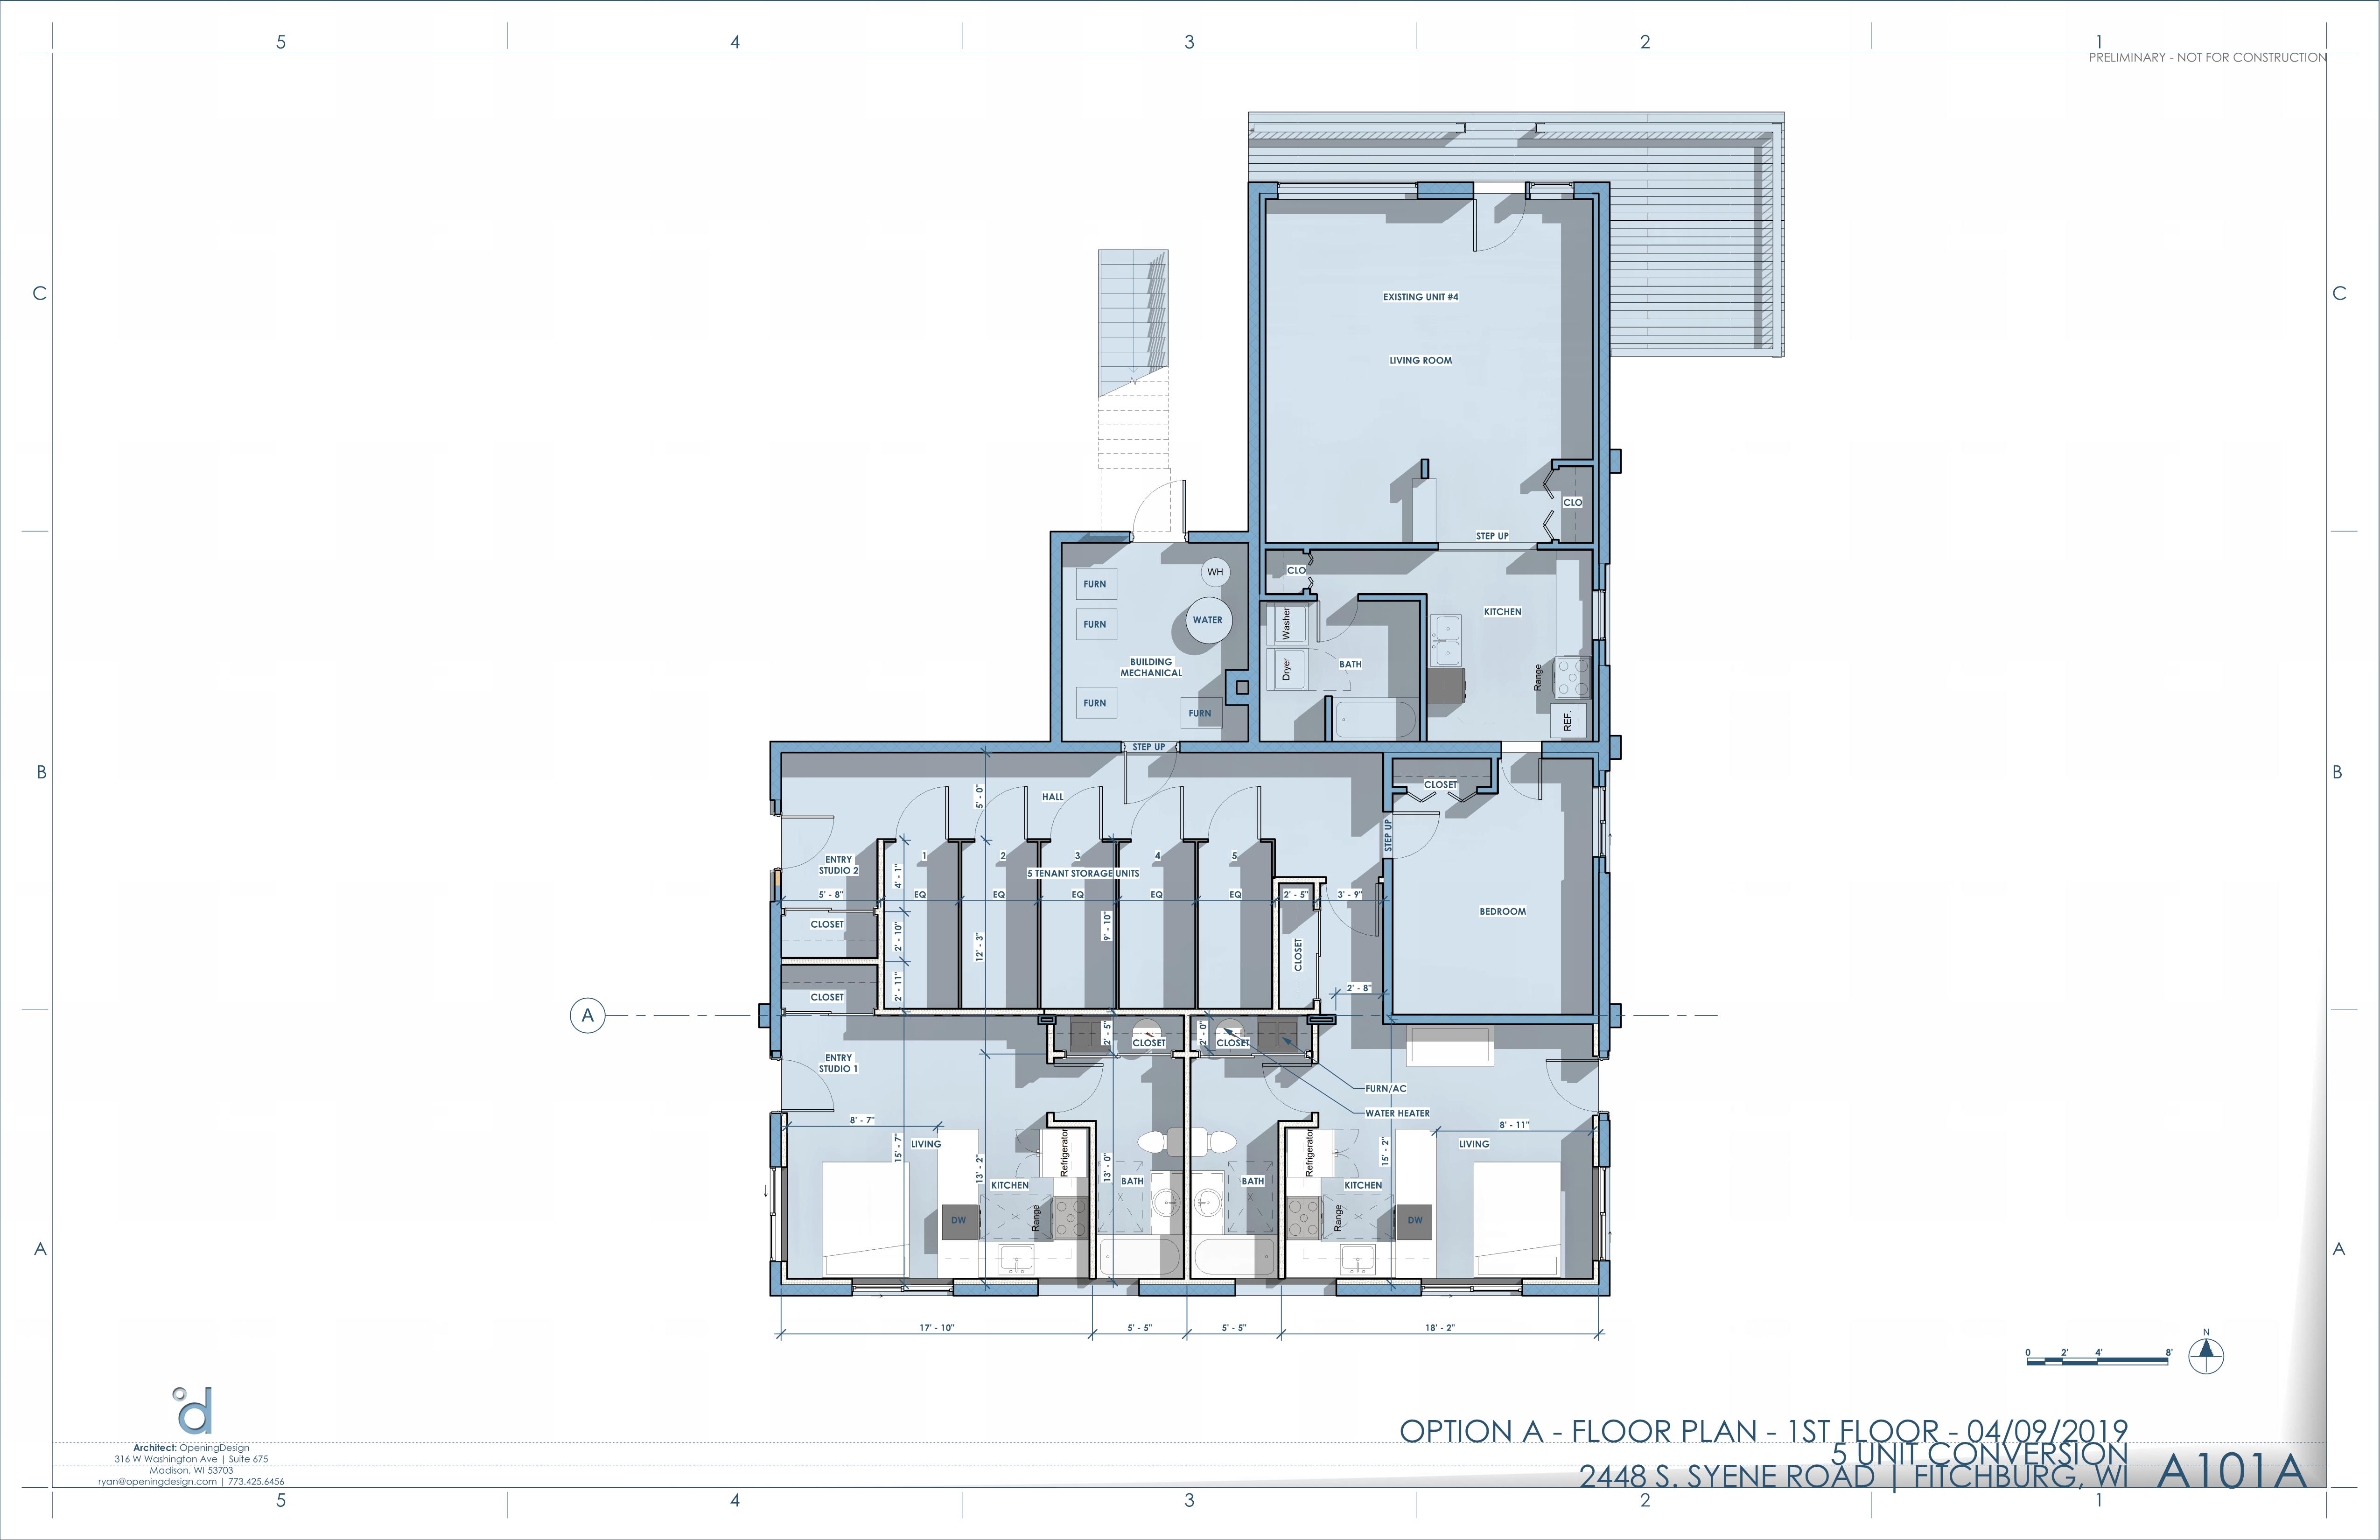 5 4 3 2 1
PRELIMINARY - NOT FOR CONSTRUCTION
C
C
EXISTING UNIT #4
LIVING ROOM
CLO
STEP UP
B
B
FURN
WH
CLO
FURN
WATER
Washer
KITCHEN
BUILDING
MECHANICAL
Dryer
BATH
Range
FURN
FURN
REF.
STEP UP
CLOSET
HALL
5' - 0"
STEP UP
ENTRY
STUDIO 2
1
2
3
4
5
5 TENANT STORAGE UNITS
4' - 1"
5' - 8"
EQ
EQ
EQ
EQ
EQ
2' - 5"
3' - 9"
BEDROOM
CLOSET
2' - 10"
12' - 3"
9' - 10"
CLOSET
2' - 11"
CLOSET
2' - 8"
A
2' - 5"
CLOSET
2' - 0"
CLOSET
ENTRY
STUDIO 1
FURN/AC
WATER HEATER
8' - 7"
8' - 11"
LIVING
15' - 7"
13' - 2"
Refrigerator
13' - 0"
Refrigerator
15' - 2"
LIVING
KITCHEN
BATH
BATH
KITCHEN
DW
Range
Range
DW
A
A
17' - 10"
5' - 5"
5' - 5"
18' - 2"
N
0 2' 4' 8'
d
Architect: OpeningDesign
316 W Washington Ave | Suite 675
Madison, WI 53703
ryan@openingdesign.com | 773.425.6456
OPTION A - FLOOR PLAN - 1ST FLOOR - 04/09/2019
5 UNIT CONVERSION
2448 S. SYENE ROAD | FITCHBURG, WI
A101A
5 4 3 2 1